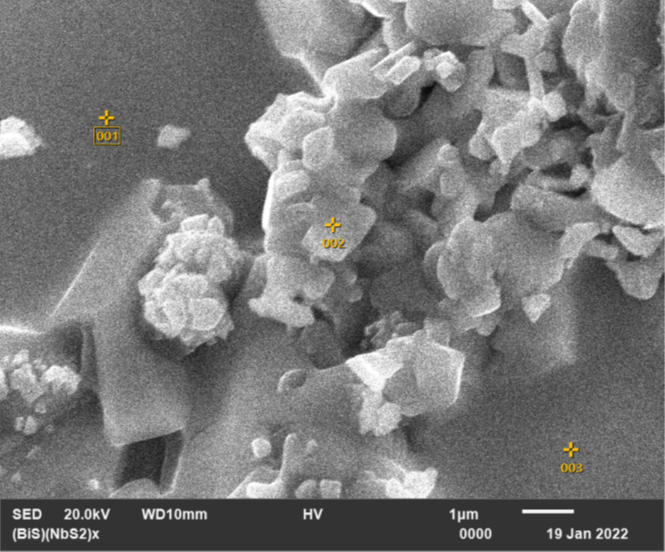 001
002
003
SED 20.0kV WD10mm HV 1µm
(BiS)(NbS2)x 0000 19 Jan 2022